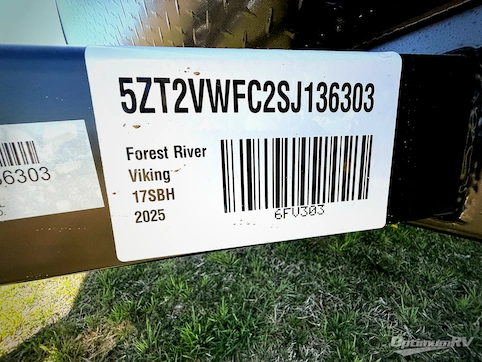 5ZT2VWFC2SJ136303
Forest River
Viking
17SBH
2025
6FV303
36303
OptimumRV